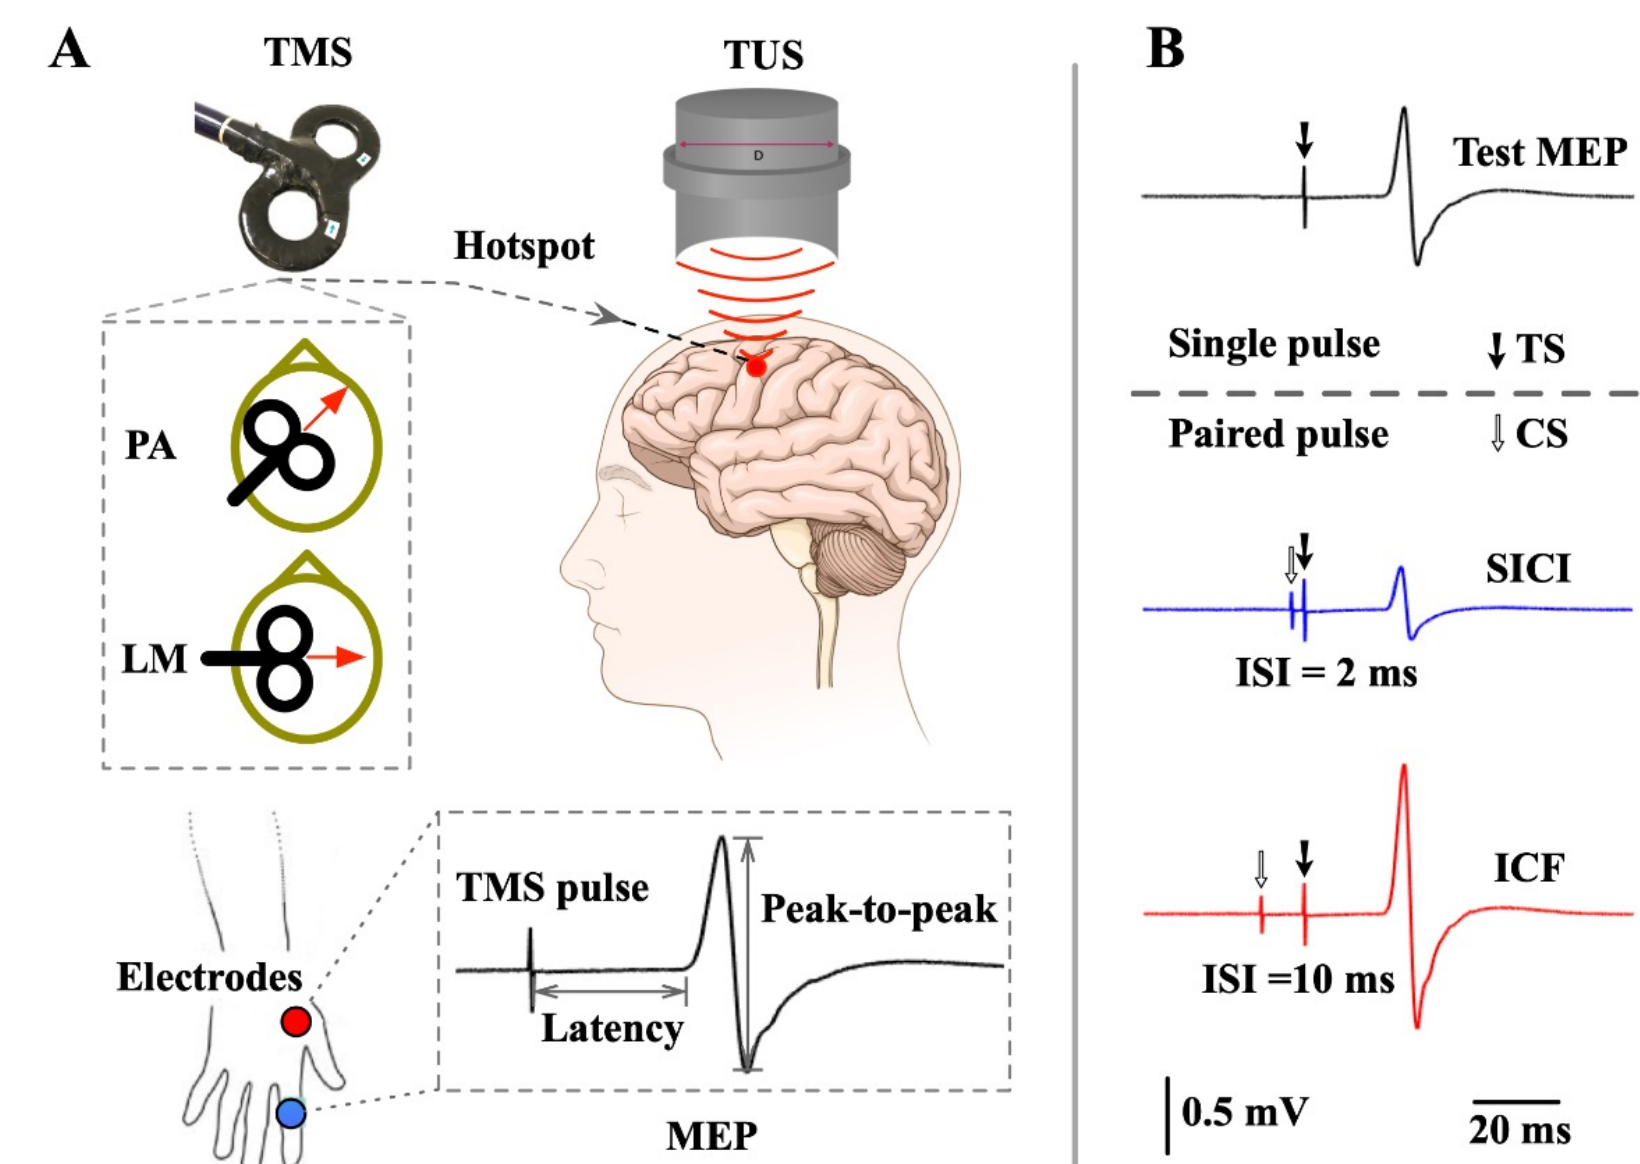 A
TMS
TUS
D
Hotspot
PA
LM
Electrodes
TMS pulse
Peak-to-peak
Latency
MEP
B
Test MEP
Single pulse TS
Paired pulse CS
SICI
ISI = 2 ms
ICF
ISI =10 ms
0.5 mV
20 ms